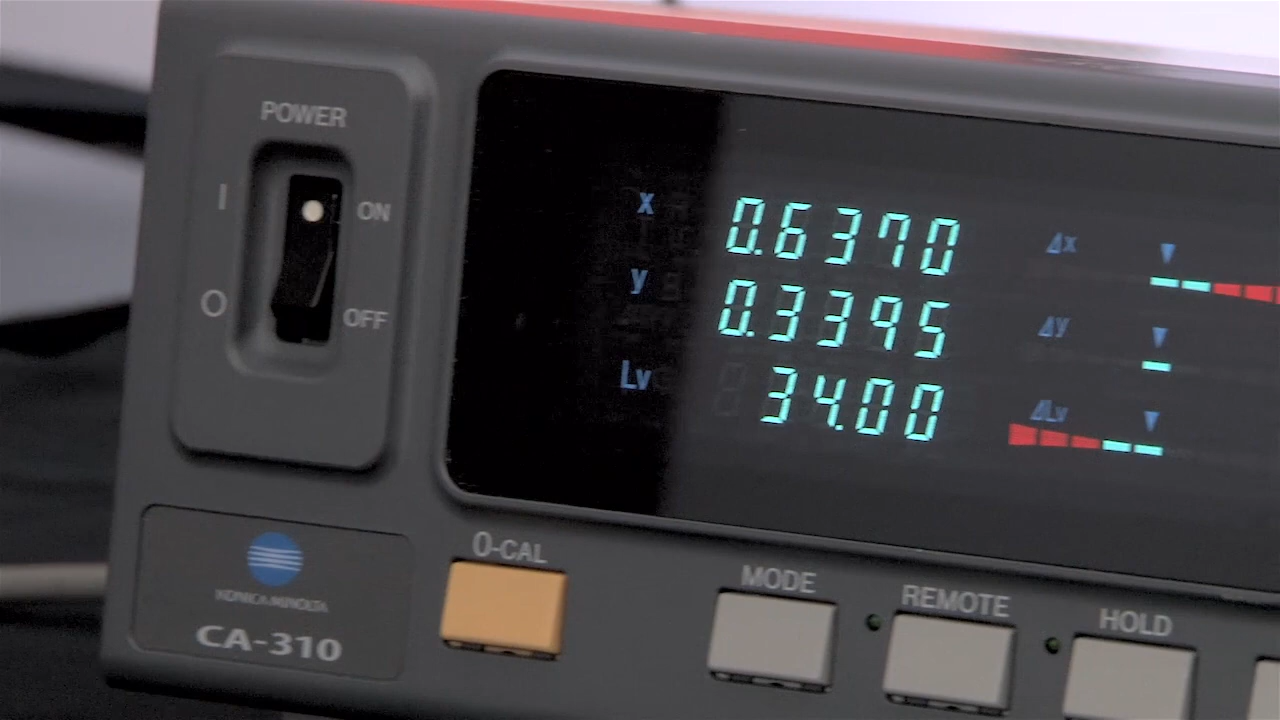 POWER
I ON
O OFF
x 0.6370 Δx
y 0.3395 Δy
Lv 34.00 ΔLv
0-CAL
MODE
REMOTE
HOLD
KONICA MINOLTA
CA-310